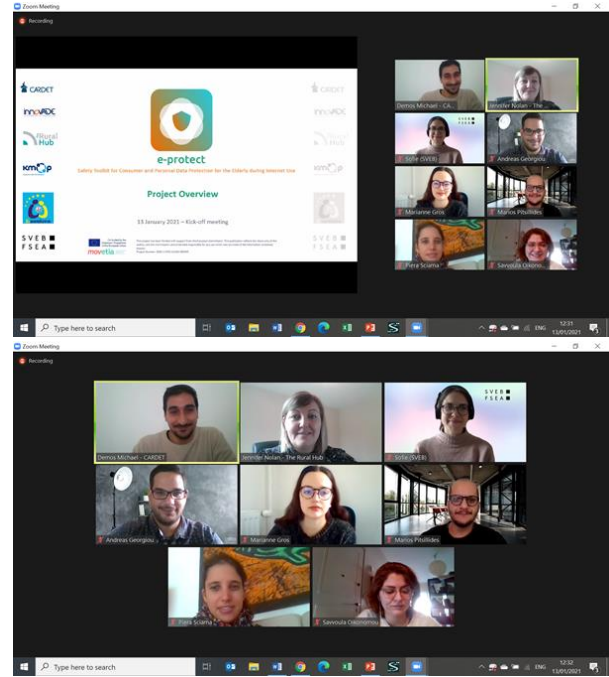 Zoom Meeting
Recording
CARDET
CARDET
innovade
Rural
Hub
KMOP
SVEB
FSEA
e-protect
Safety Toolkit for Consumer and Personal Data Protection for the Elderly during Internet Use
Project Overview
13 January 2021 – Kick-off meeting
movetia
SVEB
FSEA
Demos Michael - CA...
Jennifer Nolan - The ...
Sofie (SVEB)
Andreas Georgiou
Marianne Gros
Marios Pitsillides
Piera Sciama
Savvoula Oikono...
Type here to search
ENG
12:31
13/01/2021
Zoom Meeting
Recording
SVEB
FSEA
Demos Michael - CARDET
Jennifer Nolan - The Rural Hub
Sofie (SVEB)
Andreas Georgiou
Marianne Gros
Marios Pitsillides
Piera Sciama
Savvoula Oikonomou
Type here to search
ENG
12:32
13/01/2021